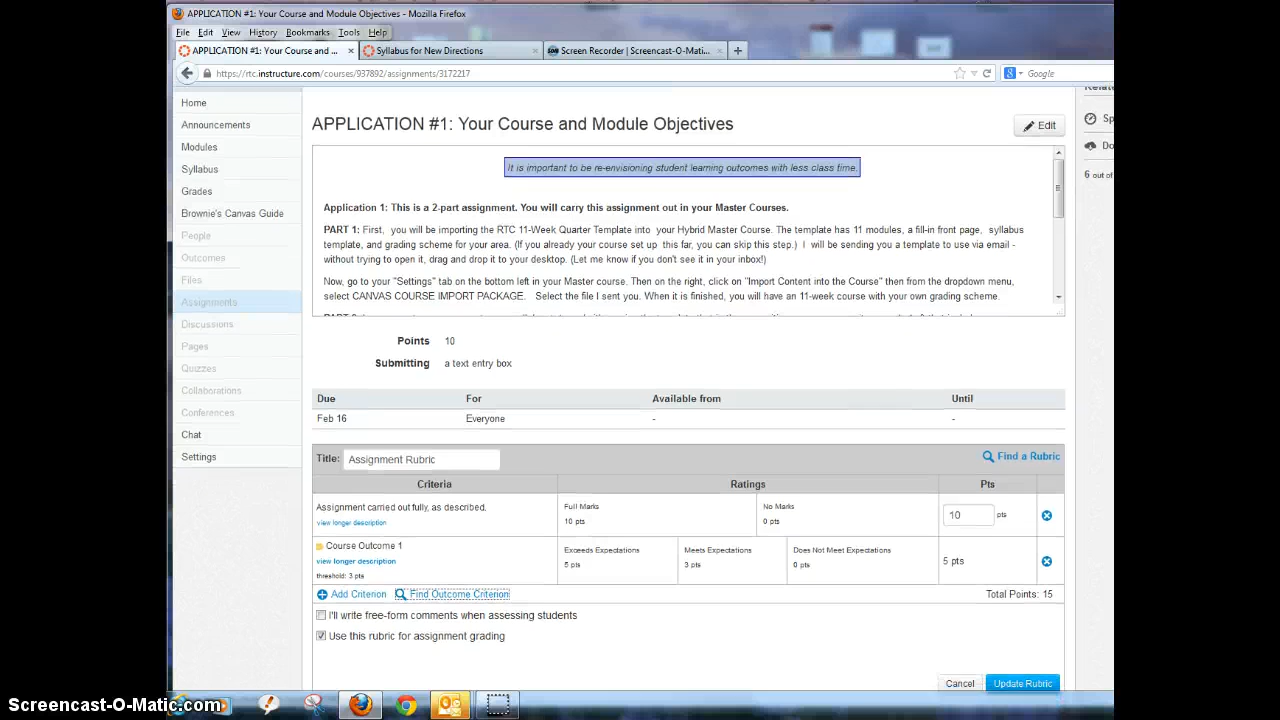 APPLICATION #1: Your Course and Module Objectives - Mozilla Firefox
File Edit View History Bookmarks Tools Help
APPLICATION #1: Your Course and ... × Syllabus for New Directions × Screen Recorder | Screencast-O-Mati... × +
https://rtc.instructure.com/courses/937892/assignments/3172217 Google
Home
Announcements
Modules
Syllabus
Grades
Brownie's Canvas Guide
People
Outcomes
Files
Assignments
Discussions
Pages
Quizzes
Collaborations
Conferences
Chat
Settings
APPLICATION #1: Your Course and Module Objectives
Edit
It is important to be re-envisioning student learning outcomes with less class time.
Application 1: This is a 2-part assignment. You will carry this assignment out in your Master Courses.
PART 1: First, you will be importing the RTC 11-Week Quarter Template into your Hybrid Master Course. The template has 11 modules, a fill-in front page, syllabus
template, and grading scheme for your area. (If you already your course set up this far, you can skip this step.) I will be sending you a template to use via email -
without trying to open it, drag and drop it to your desktop. (Let me know if you don't see it in your inbox!)
Now, go to your "Settings" tab on the bottom left in your Master course. Then on the right, click on "Import Content into the Course" then from the dropdown menu,
select CANVAS COURSE IMPORT PACKAGE. Select the file I sent you. When it is finished, you will have an 11-week course with your own grading scheme.
Points 10
Submitting a text entry box
Due For Available from Until
Feb 16 Everyone - -
Title: Assignment Rubric Find a Rubric
Criteria Ratings Pts
Assignment carried out fully, as described. Full Marks No Marks
view longer description 10 pts 0 pts 10 pts
Course Outcome 1 Exceeds Expectations Meets Expectations Does Not Meet Expectations
view longer description 5 pts 3 pts 0 pts 5 pts
threshold: 3 pts
Add Criterion Find Outcome Criterion Total Points: 15
I'll write free-form comments when assessing students
Use this rubric for assignment grading
Cancel Update Rubric
Sp
Do
6 out of
Screencast-O-Matic.com